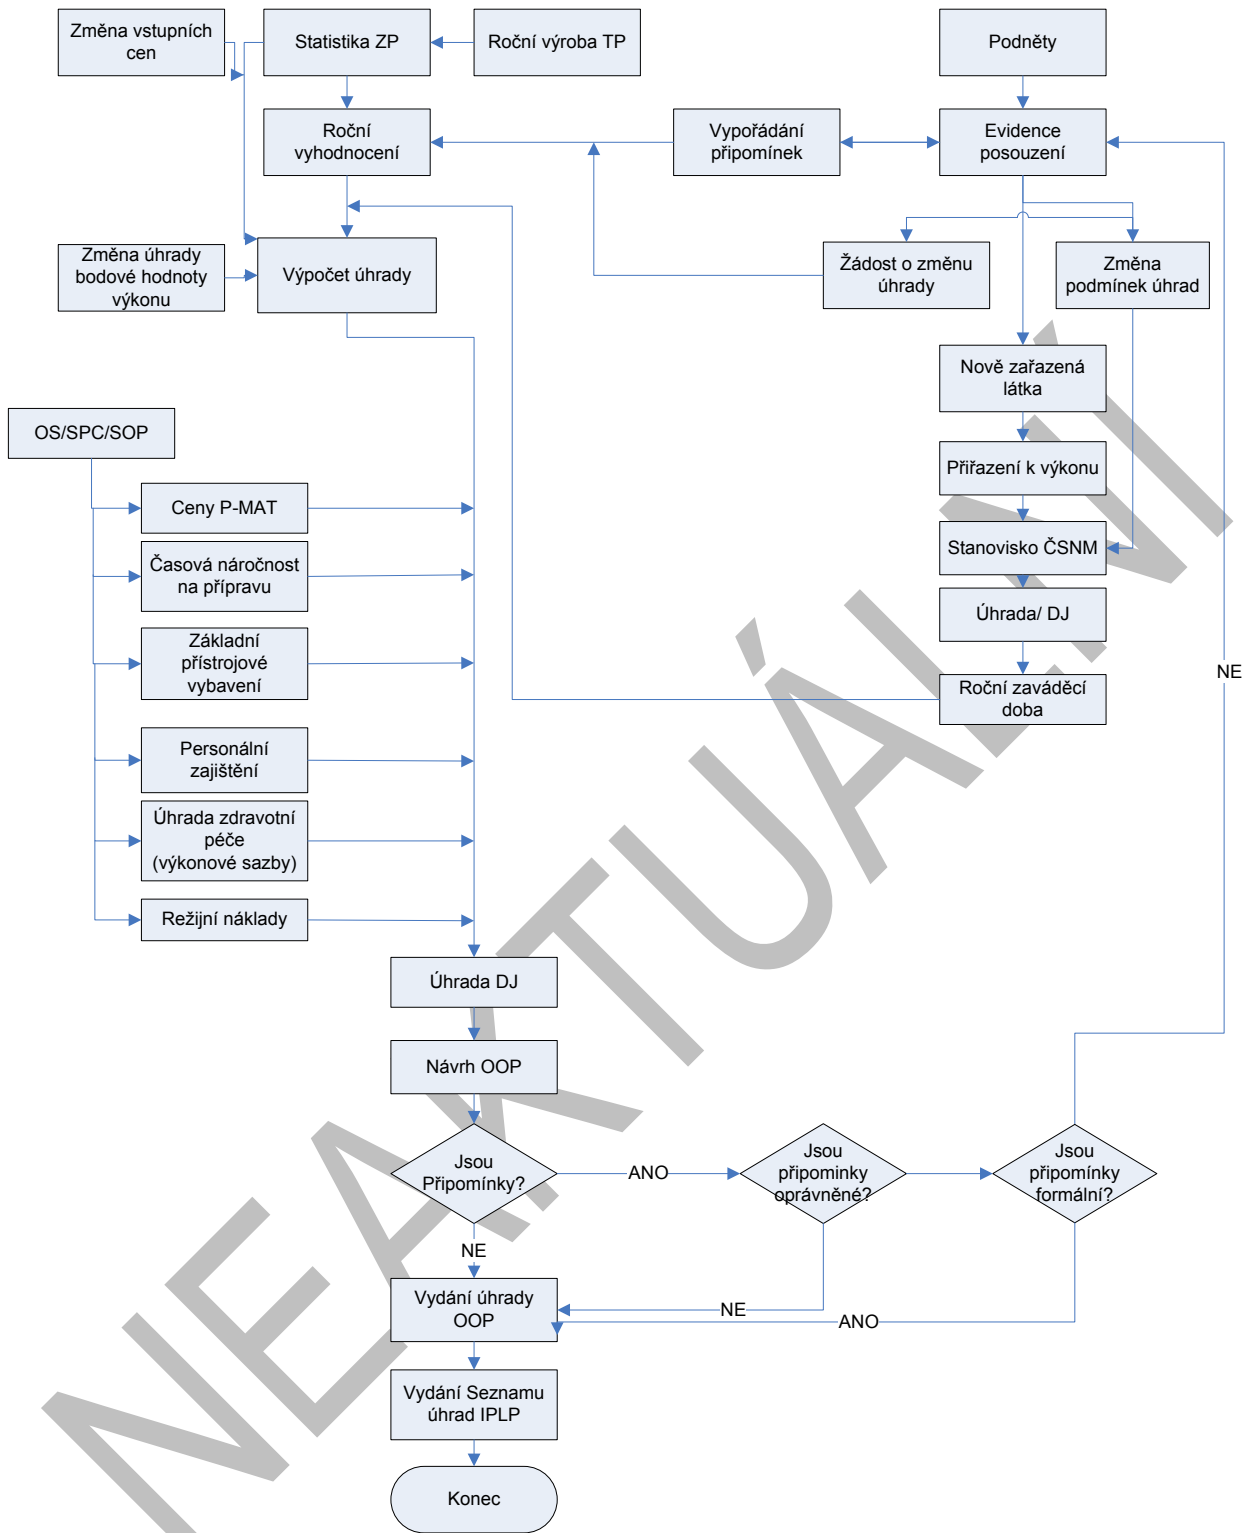 Změna vstupních
cen
Statistika ZP
Roční výroba TP
Podněty
Roční
vyhodnocení
Vypořádání
připomínek
Evidence
posouzení
Změna úhrady
bodové hodnoty
výkonu
Výpočet úhrady
Žádost o změnu
úhrady
Změna
podmínek úhrad
Nově zařazená
látka
OS/SPC/SOP
Přiřazení k výkonu
Ceny P-MAT
Stanovisko ČSNM
Časová náročnost
na přípravu
Úhrada/ DJ
Základní
přístrojové
vybavení
NE
Roční zaváděcí
doba
Personální
zajištění
Úhrada zdravotní
péče
(výkonové sazby)
Režijní náklady
Úhrada DJ
Návrh OOP
Jsou
Připomínky?
ANO
Jsou
připominky
oprávněné?
Jsou
připomínky
formální?
NE
Vydání úhrady
OOP
NE
ANO
Vydání Seznamu
úhrad IPLP
Konec
NEAKTUÁLNÍ